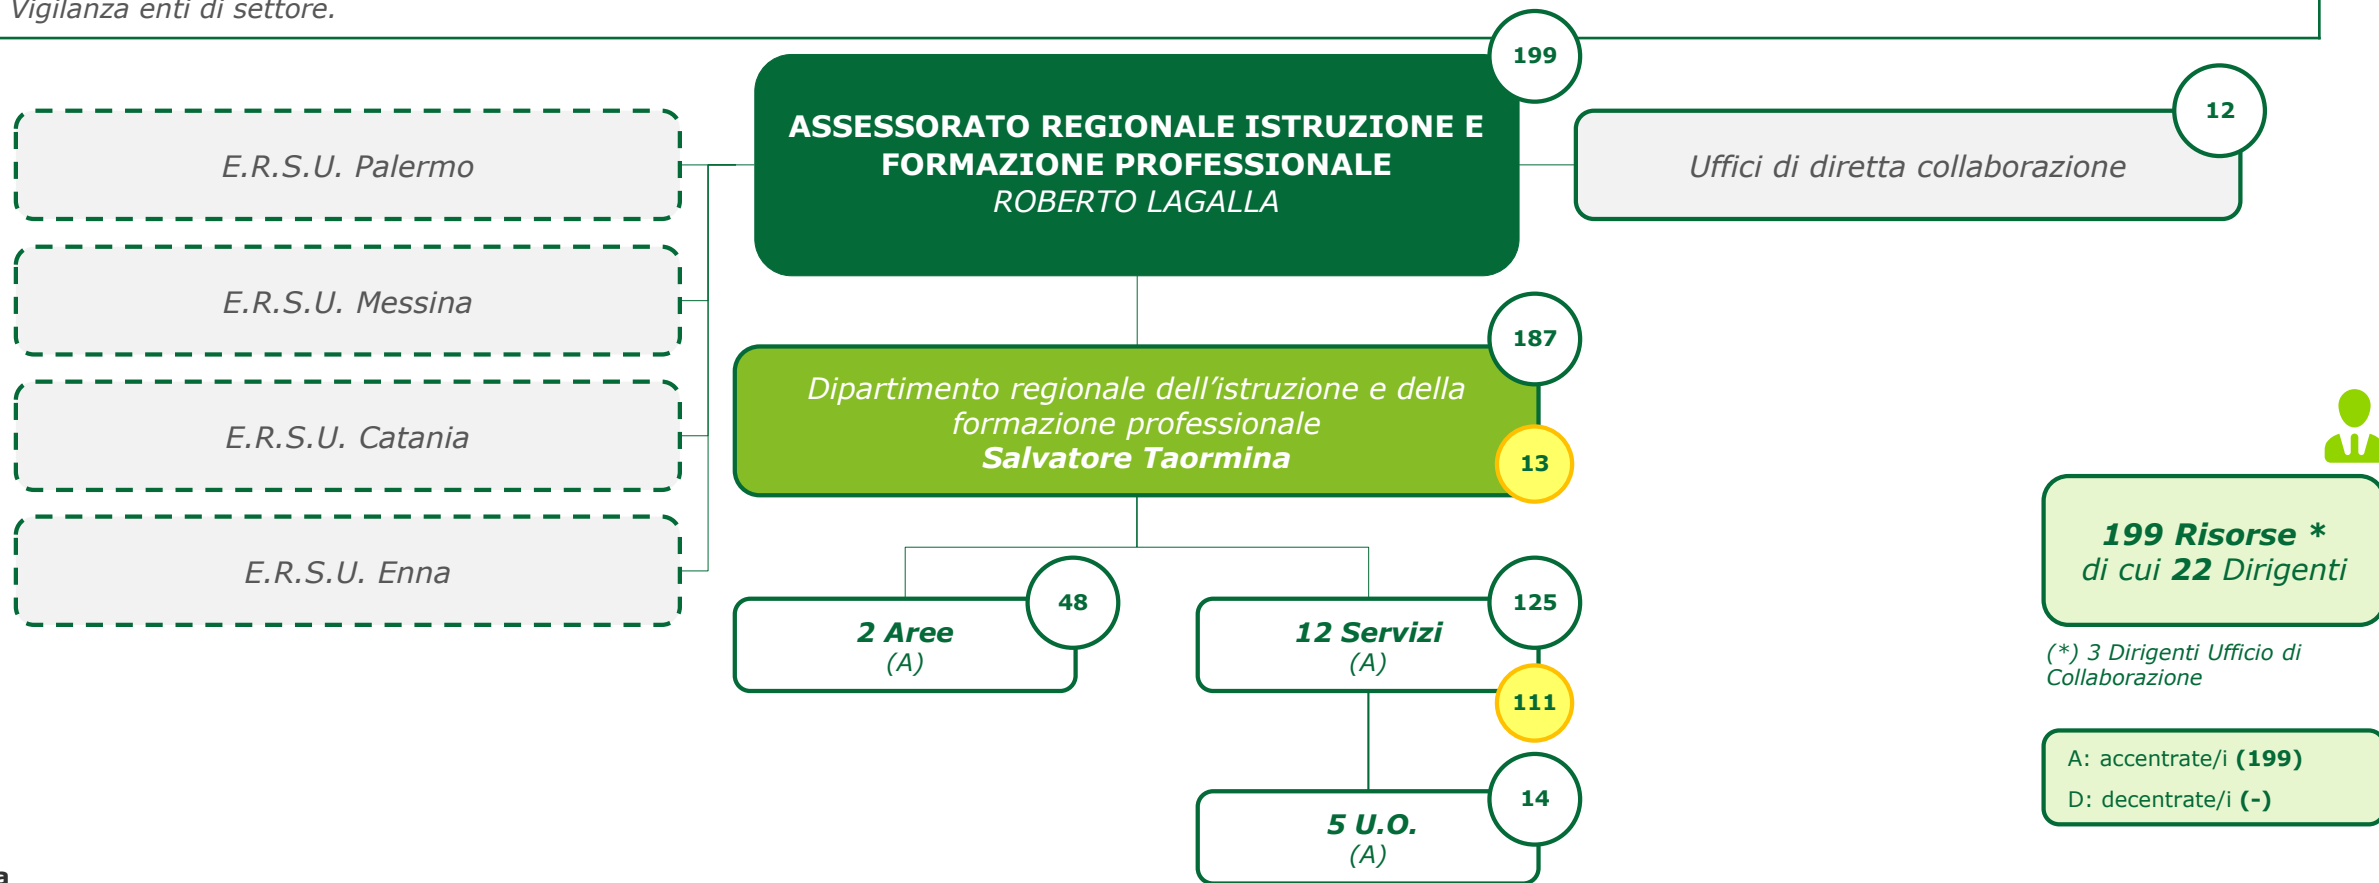 Vigilanza enti di settore.
199
ASSESSORATO REGIONALE ISTRUZIONE E
FORMAZIONE PROFESSIONALE
ROBERTO LAGALLA
12
Uffici di diretta collaborazione
E.R.S.U. Palermo
E.R.S.U. Messina
E.R.S.U. Catania
E.R.S.U. Enna
187
Dipartimento regionale dell’istruzione e della
formazione professionale
Salvatore Taormina
13
48
2 Aree
(A)
125
12 Servizi
(A)
111
14
5 U.O.
(A)
199 Risorse *
di cui 22 Dirigenti
(*) 3 Dirigenti Ufficio di
Collaborazione
A: accentrate/i (199)
D: decentrate/i (-)